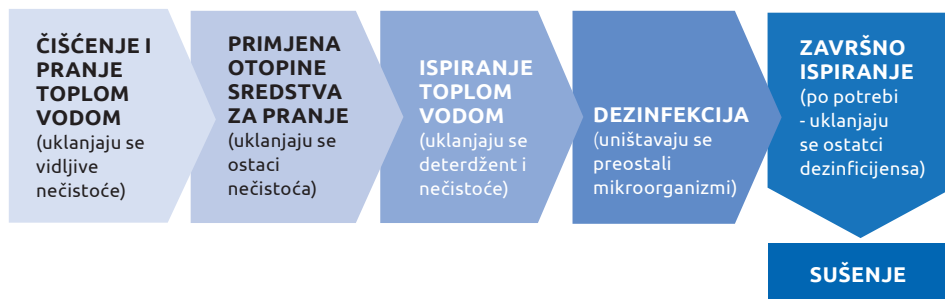 ČIŠĆENJE I
PRANJE
TOPLOM
VODOM
(uklanjaju se
vidljive
nečistoće)
PRIMJENA
OTOPINE
SREDSTVA
ZA PRANJE
(uklanjaju se
ostaci
nečistoća)
ISPIRANJE
TOPLOM
VODOM
(uklanjaju se
deterdžent i
nečistoće)
DEZINFEKCIJA
(uništavaju se
preostali
mikroorganizmi)
ZAVRŠNO
ISPIRANJE
(po potrebi
- uklanjaju
se ostatci
dezinficijensa)
SUŠENJE